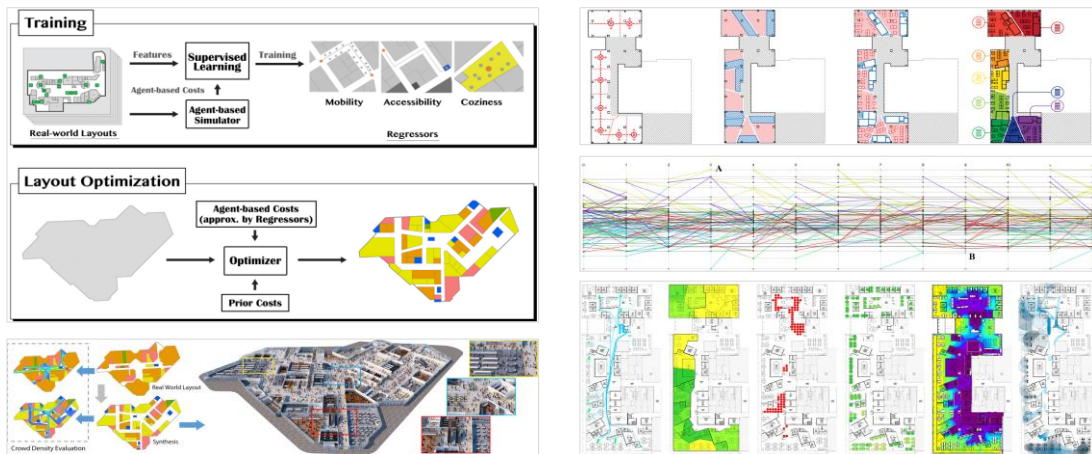 Training
Features
Supervised
Learning
Training
Agent-based Costs
Agent-based
Simulator
Real-world Layouts
Mobility
Accessibility
Coziness
Regressors
Layout Optimization
Agent-based Costs
(approx. by Regressors)
Optimizer
Prior Costs
Real World Layout
Synthesis
Crowd Density Evaluation
A
B